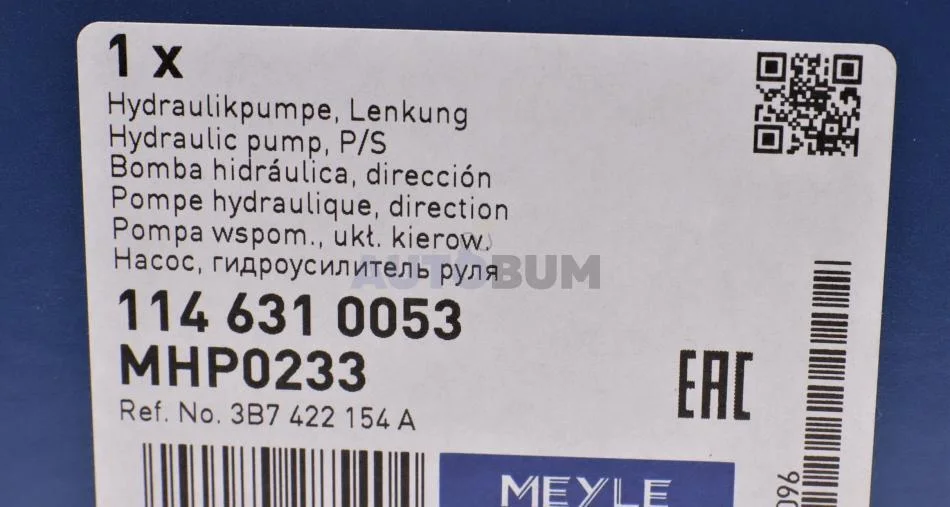 1 x
Hydraulikpumpe, Lenkung
Hydraulic pump, P/S
Bomba hidráulica, dirección
Pompe hydraulique, direction
Pompa wspom., ukł. kierow.
Насос, гидроусилитель руля
AUTOBUM
114 631 0053
MHP0233
EAC
Ref. No. 3B7 422 154 A
MEYLE
096